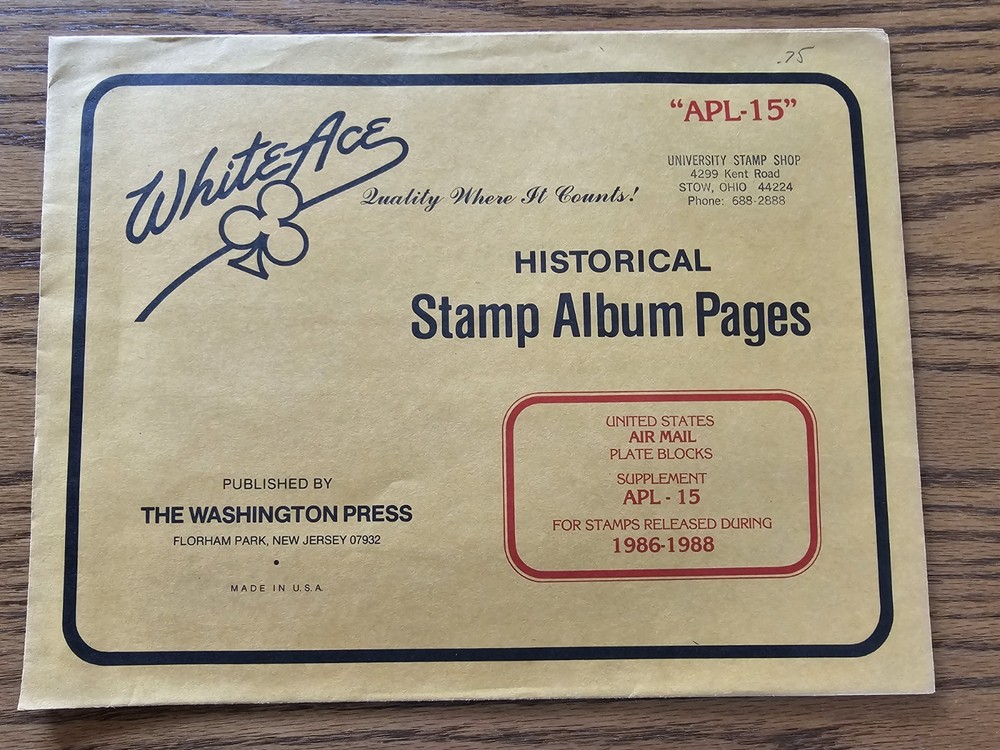 .75
"APL-15"
White Ace
Quality Where It Counts!
UNIVERSITY STAMP SHOP
4299 Kent Road
STOW, OHIO 44224
Phone: 688-2888
HISTORICAL
Stamp Album Pages
UNITED STATES
AIR MAIL
PLATE BLOCKS
SUPPLEMENT
APL - 15
FOR STAMPS RELEASED DURING
1986-1988
PUBLISHED BY
THE WASHINGTON PRESS
FLORHAM PARK, NEW JERSEY 07932
MADE IN U.S.A.